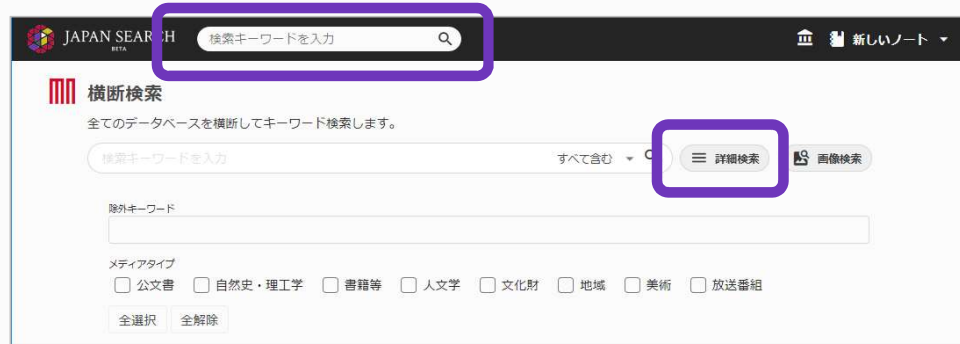 JAPAN SEARCH
BETA
検索キーワードを入力
新しいノート
横断検索
全てのデータベースを横断してキーワード検索します。
検索キーワードを入力 すべて含む 詳細検索 画像検索
除外キーワード
メディアタイプ
公文書 自然史・理工学 書籍等 人文学 文化財 地域 美術 放送番組
全選択 全解除